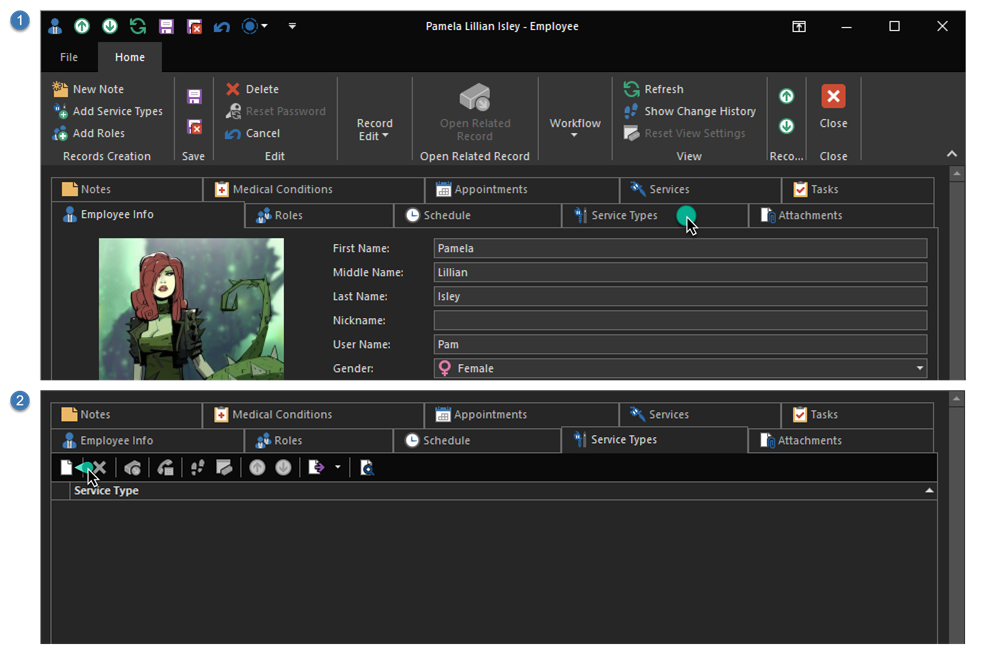 1
Pamela Lillian Isley - Employee
File Home
New Note
Add Service Types
Add Roles
Records Creation
Save
Delete
Reset Password
Cancel
Edit
Record
Edit
Open Related
Record
Open Related Record
Workflow
Refresh
Show Change History
Reset View Settings
View
Reco...
Close
Close
Notes Medical Conditions Appointments Services Tasks
Employee Info Roles Schedule Service Types Attachments
First Name: Pamela
Middle Name: Lillian
Last Name: Isley
Nickname:
User Name: Pam
Gender: Female
2
Notes Medical Conditions Appointments Services Tasks
Employee Info Roles Schedule Service Types Attachments
Service Type